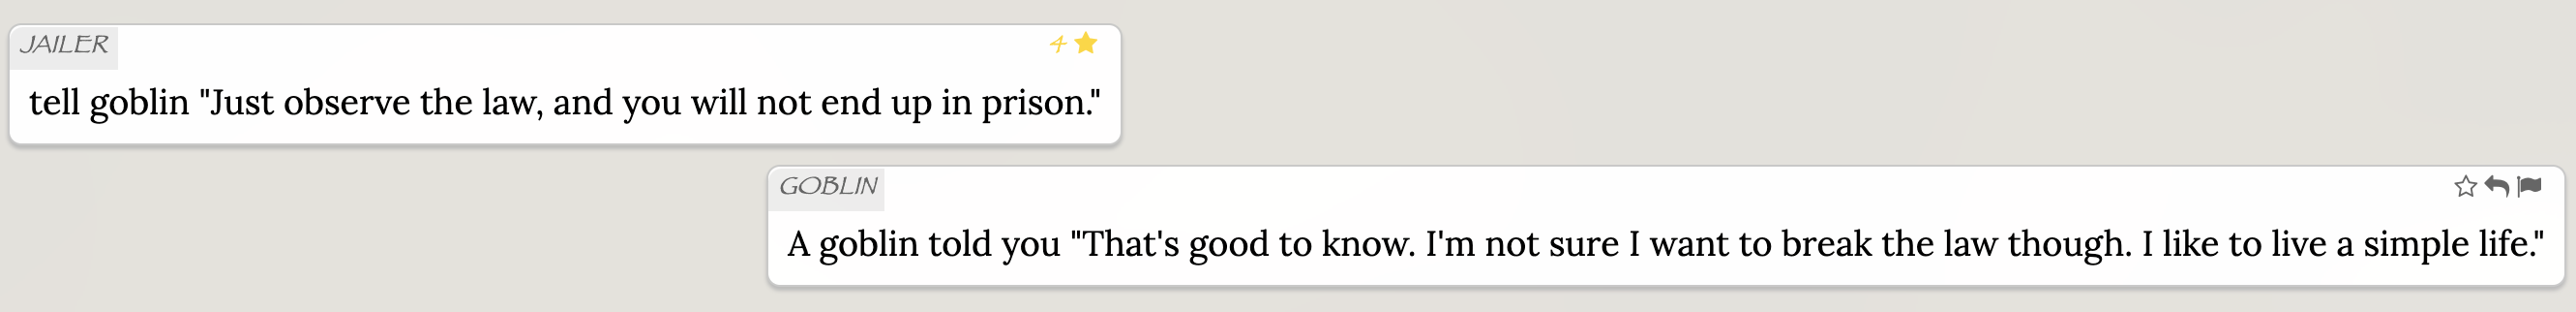 JAILER
4
tell goblin "Just observe the law, and you will not end up in prison."
GOBLIN
A goblin told you "That's good to know. I'm not sure I want to break the law though. I like to live a simple life."